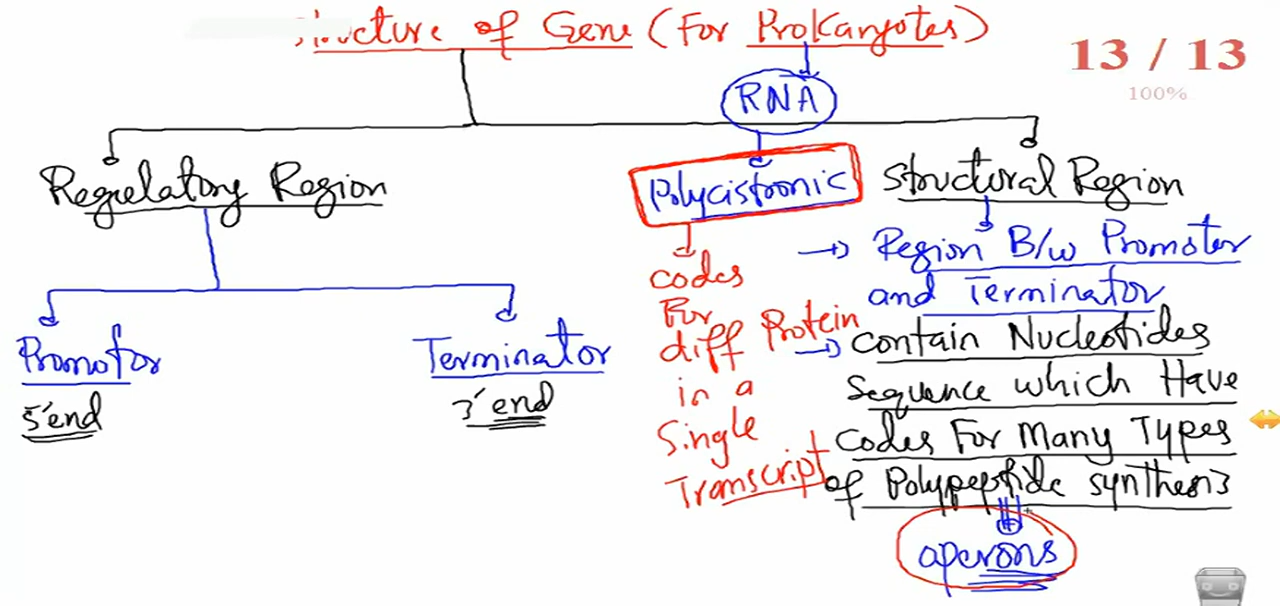 Structure of Gene (For ProKaryotes)
13 / 13
100%
RNA
Regulatory Region
Polycistronic
Structural Region
→ Region B/w Promoter
and Terminator
codes
For
diff Protein
in a
Single
Transcript
→ contain Nucleotides
Sequence which Have
codes For Many Types
of Polypeptide synthesis
operons
Promotor
5'end
Terminator
3'end